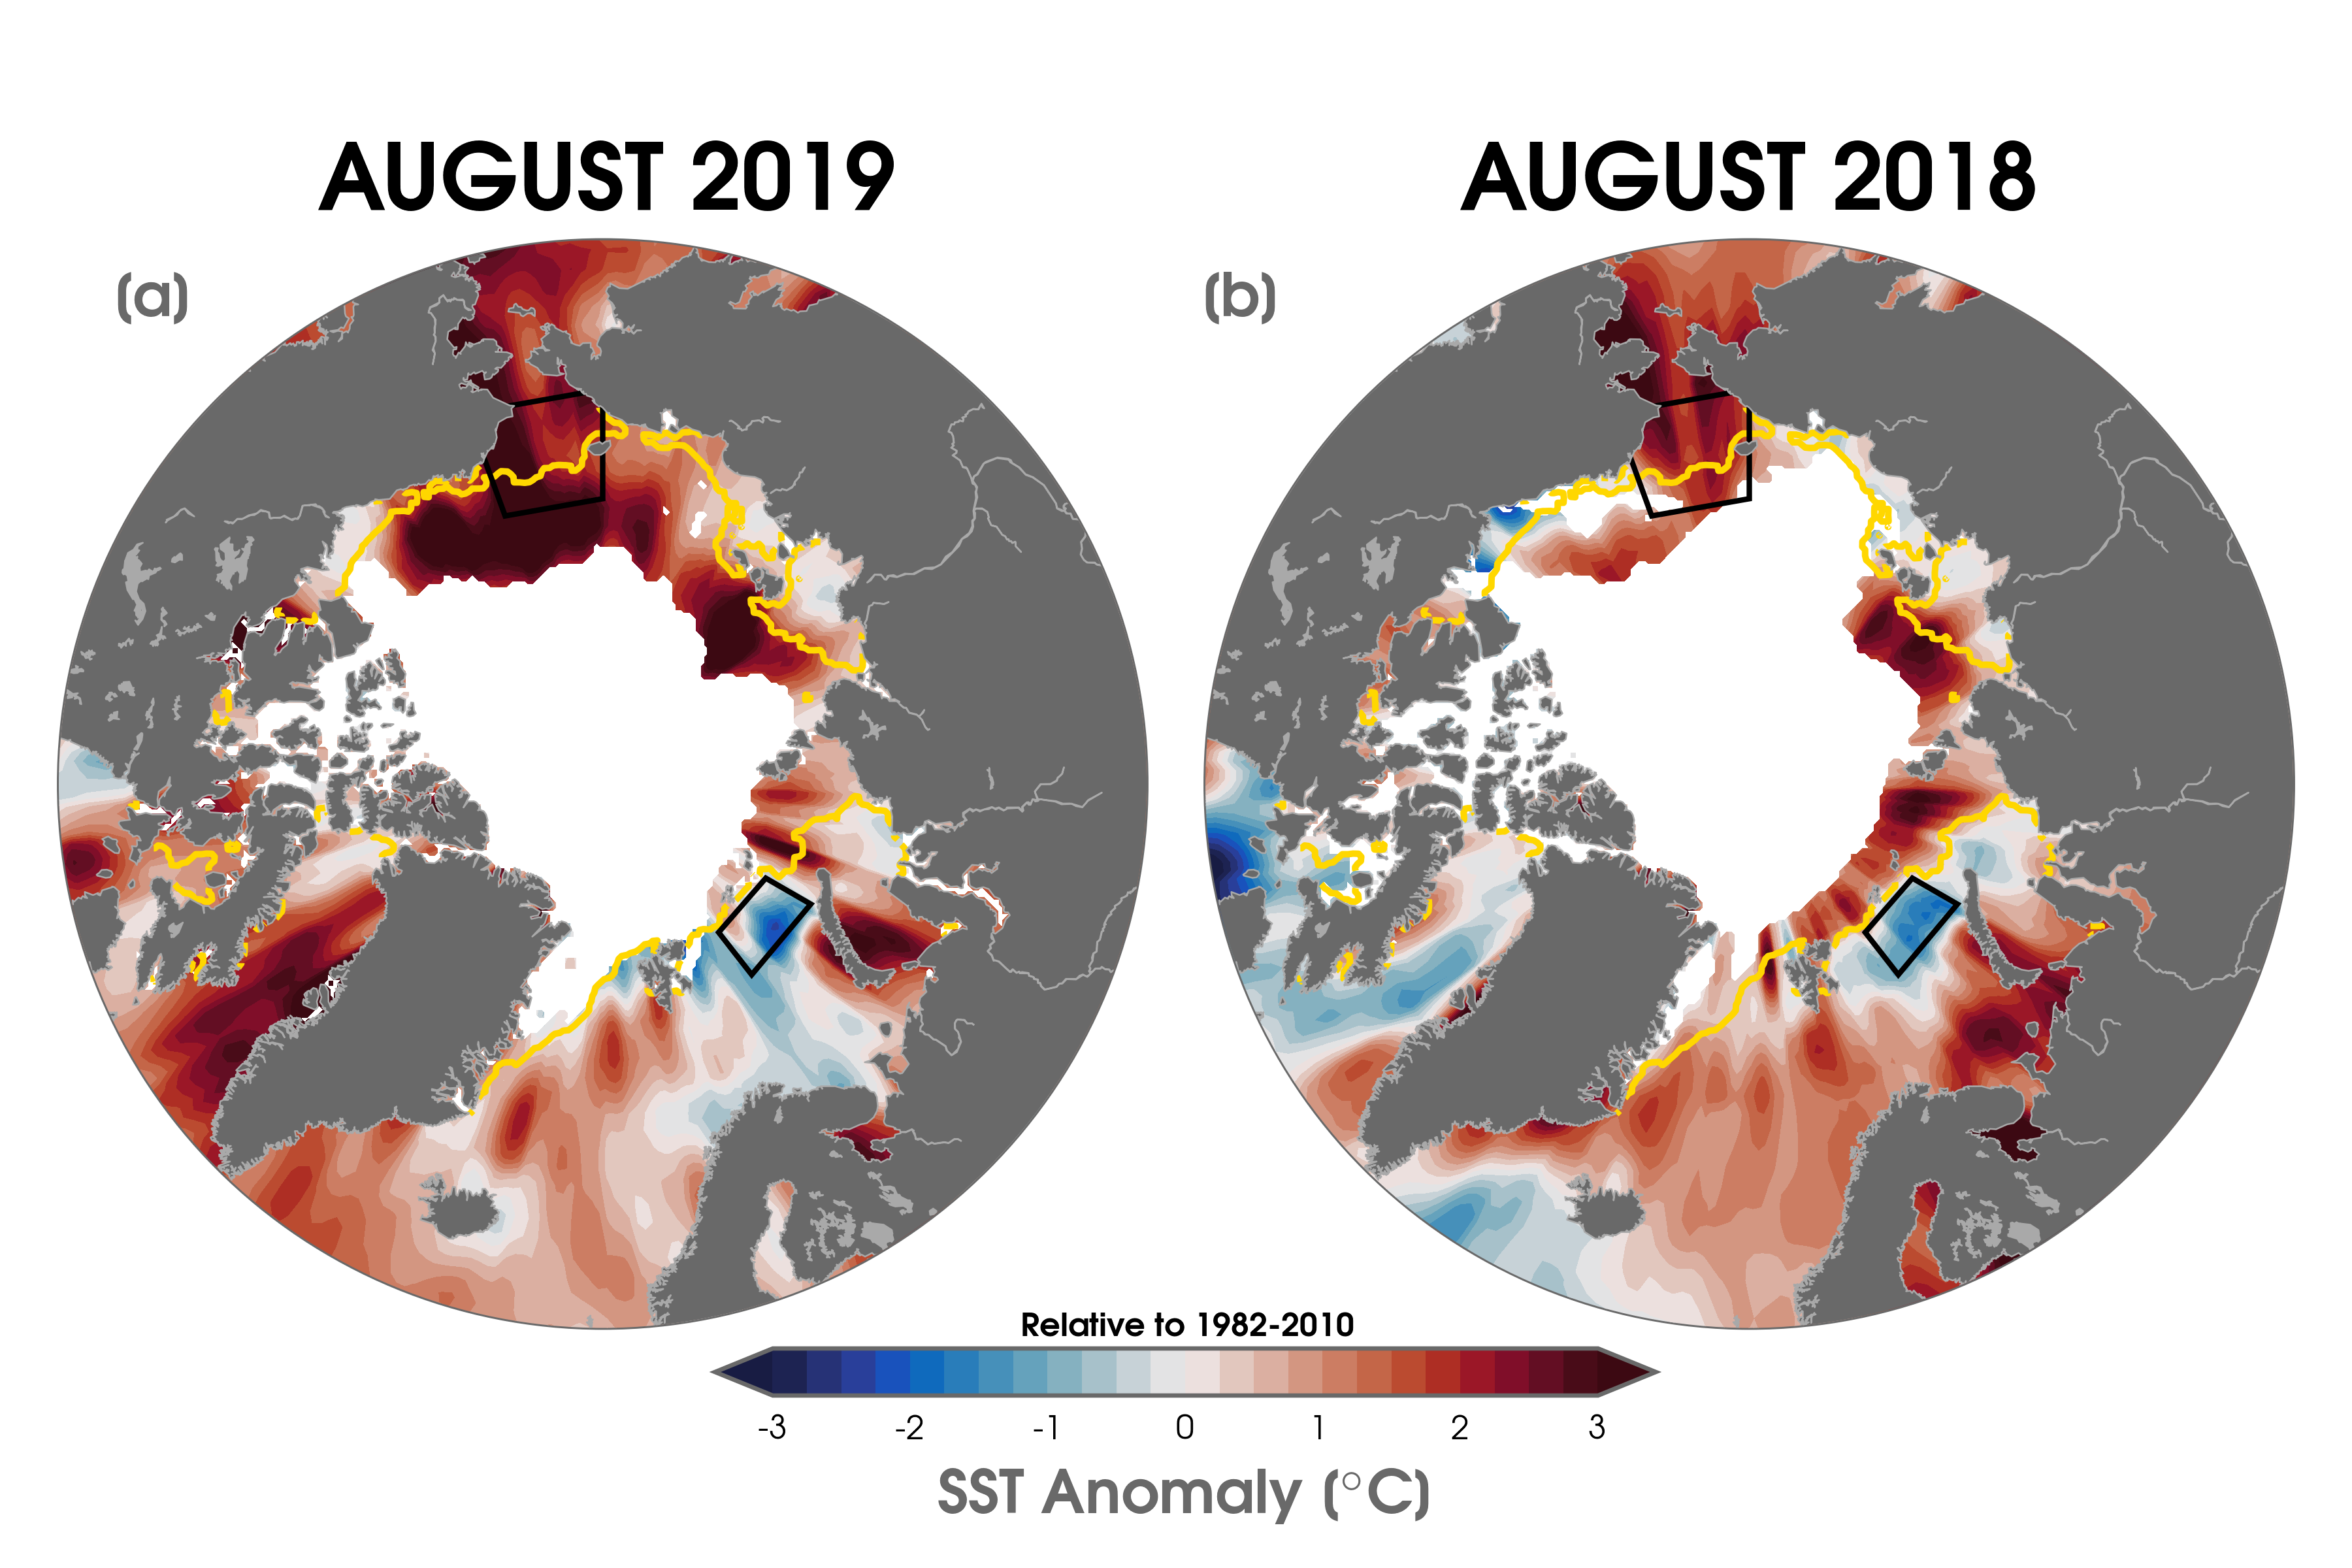 AUGUST 2019
AUGUST 2018
(a)
(b)
Relative to 1982-2010
-3 -2 -1 0 1 2 3
SST Anomaly (°C)